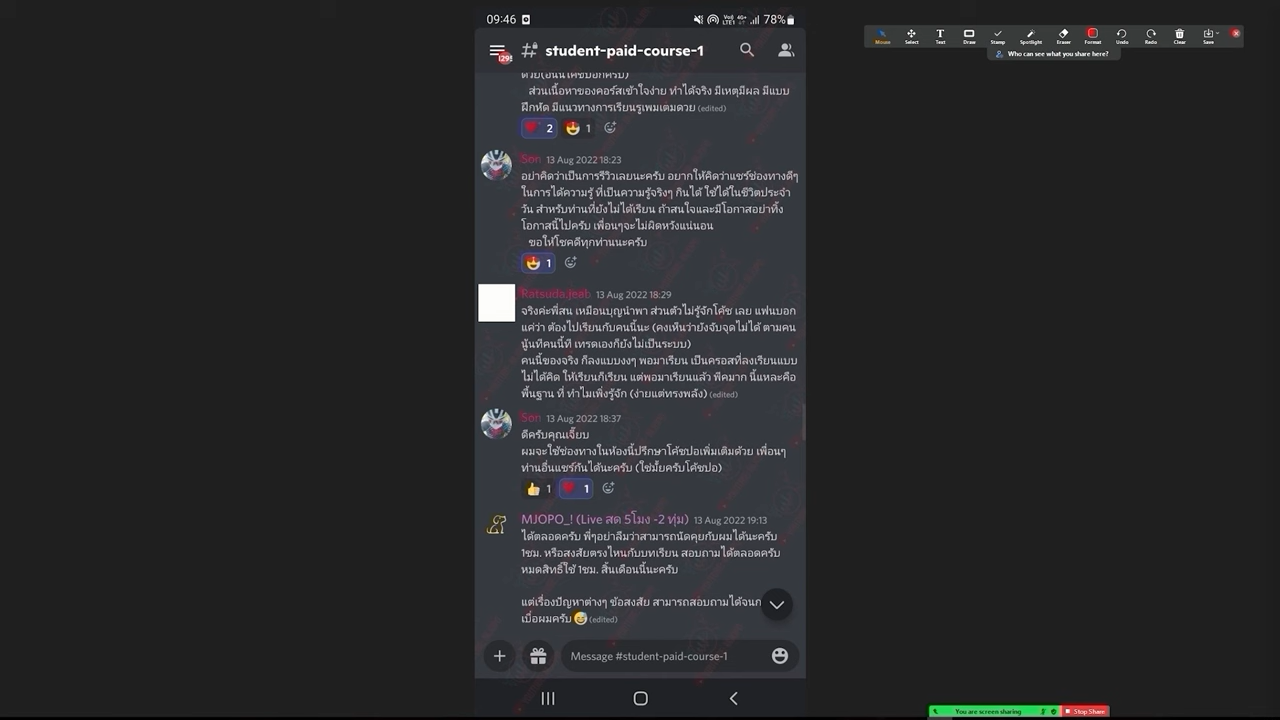 09:46
78%
student-paid-course-1
Mouse Select Text Draw Stamp Spotlight Eraser Format Undo Redo Clear Save
Who can see what you share here?
ส่วนเนื้อหาของคอร์สเข้าใจง่าย ทำได้จริง มีเหตุมีผล มีแบบ
ฝึกหัด มีแนวทางการเรียนรู้เพิ่มเติมด้วย (edited)
2 1
Son 13 Aug 2022 18:23
อย่าคิดว่าเป็นการรีวิวเลยนะครับ อยากให้คิดว่าแชร์ช่องทางดีๆ
ในการได้ความรู้ ที่เป็นความรู้จริงๆ กินได้ ใช้ได้ในชีวิตประจำ
วัน สำหรับท่านที่ยังไม่ได้เรียน ถ้าสนใจและมีโอกาสอย่าทิ้ง
โอกาสนี้ไปครับ เพื่อนๆจะไม่ผิดหวังแน่นอน
ขอให้โชคดีทุกท่านนะครับ
1
Ratsuda.jeab 13 Aug 2022 18:29
จริงค่ะพี่สน เหมือนบุญนำพา ส่วนตัวไม่รู้จักโค้ช เลย แฟนบอก
แค่ว่า ต้องไปเรียนกับคนนี้นะ (คงเห็นว่ายังจับจุดไม่ได้ ตามคน
นู้นทีคนนี้ที เทรดเองก็ยังไม่เป็นระบบ)
คนนี้ของจริง ก็ลงแบบงงๆ พอมาเรียน เป็นครอสที่ลงเรียนแบบ
ไม่ได้คิด ให้เรียนก็เรียน แต่พอมาเรียนแล้ว พีคมาก นี้แหละคือ
พื้นฐาน ที่ ทำไมเพิ่งรู้จัก (ง่ายแต่ทรงพลัง) (edited)
Son 13 Aug 2022 18:37
ดีครับคุณเจี๊ยบ
ผมจะใช้ช่องทางในห้องนี้ปรึกษาโค้ชปอเพิ่มเติมด้วย เพื่อนๆ
ท่านอื่นแชร์กันได้นะครับ (ใช่มั้ยครับโค้ชปอ)
1 1
MJOPO_! (Live สด 5โมง -2 ทุ่ม) 13 Aug 2022 19:13
ได้ตลอดครับ พี่ๆอย่าลืมว่าสามารถนัดคุยกับผมได้นะครับ
1ชม. หรือสงสัยตรงไหนกับบทเรียน สอบถามได้ตลอดครับ
หมดสิทธิ์ใช้ 1ชม. สิ้นเดือนนี้นะครับ
แต่เรื่องปัญหาต่างๆ ข้อสงสัย สามารถสอบถามได้จนก
เบื่อผมครับ (edited)
Message #student-paid-course-1
You are screen sharing Stop Share